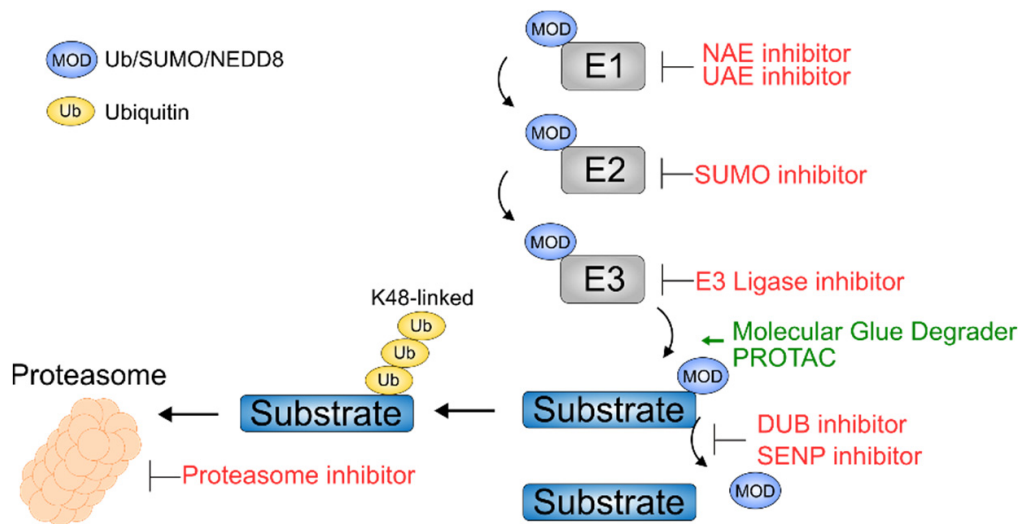 MOD Ub/SUMO/NEDD8
Ub Ubiquitin
MOD
E1
NAE inhibitor
UAE inhibitor
MOD
E2
SUMO inhibitor
MOD
E3
E3 Ligase inhibitor
K48-linked
Ub
Ub
Ub
Molecular Glue Degrader
PROTAC
Proteasome
MOD
Substrate
Substrate
DUB inhibitor
SENP inhibitor
Proteasome inhibitor
MOD
Substrate